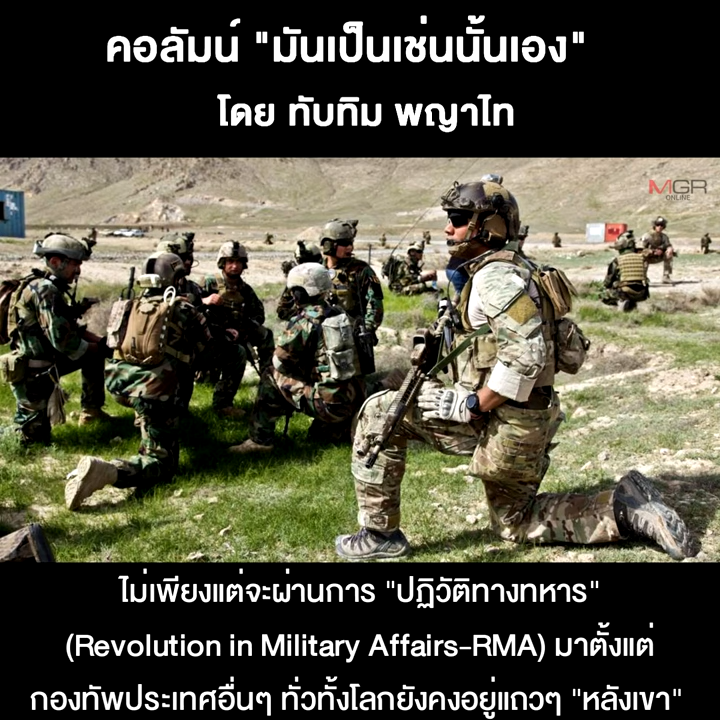 คอลัมน์ "มันเป็นเช่นนั้นเอง"
โดย ทับทิม พญาไท
MGR
ONLINE
ไม่เพียงแต่จะผ่านการ "ปฏิวัติทางทหาร"
(Revolution in Military Affairs-RMA) มาตั้งแต่
กองทัพประเทศอื่นๆ ทั่วทั้งโลกยังคงอยู่แถวๆ "หลังเขา"